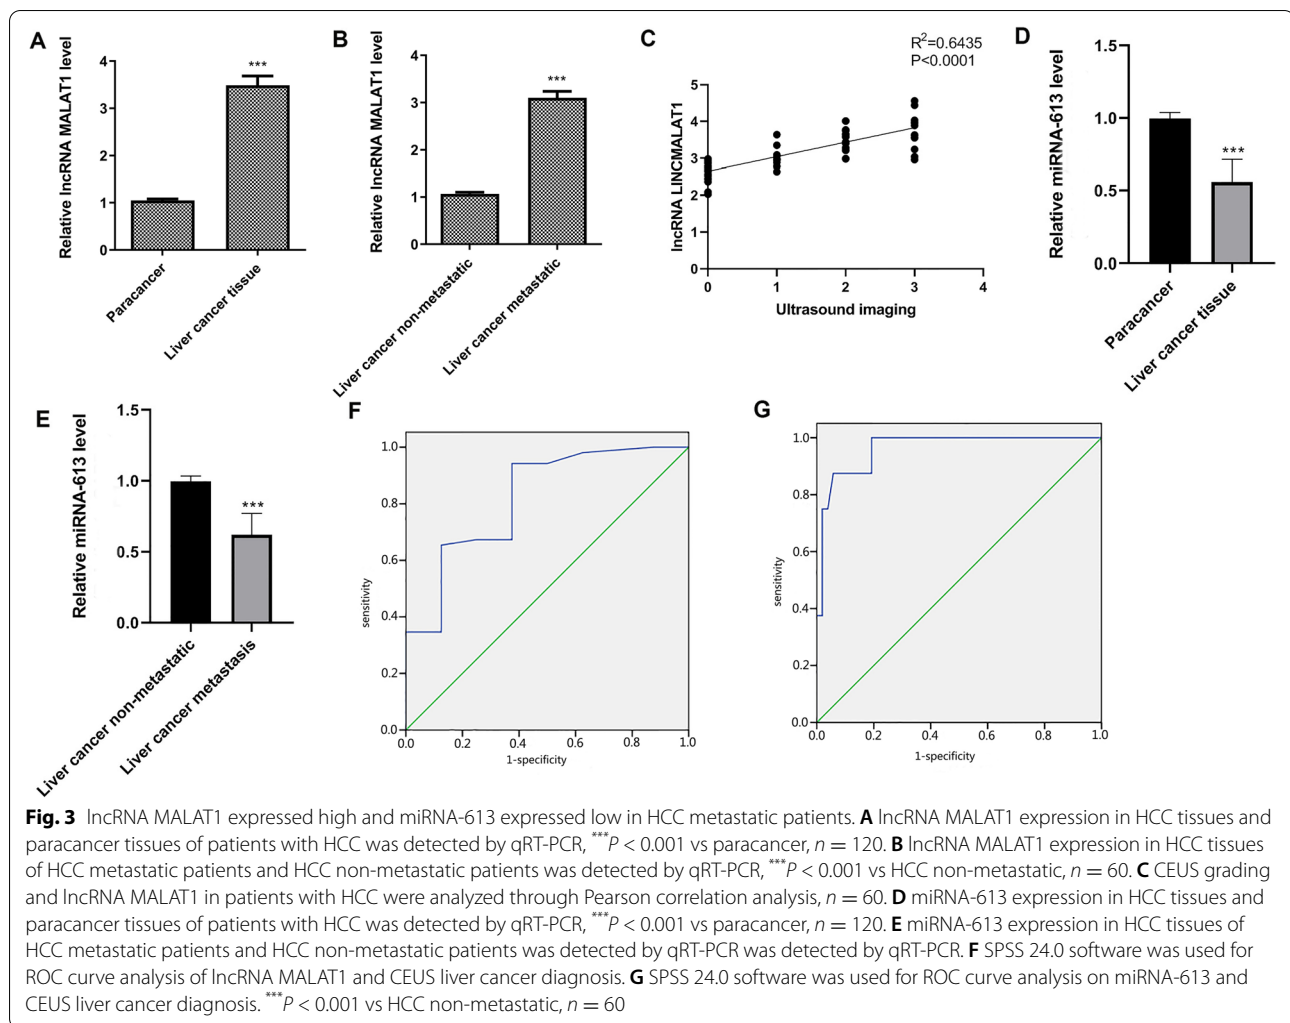 A
Relative lncRNA MALAT1 level
4
3
2
1
0
***
Paracancer
Liver cancer tissue
B
Relative lncRNA MALAT1 level
4
3
2
1
0
***
Liver cancer non-metastatic
Liver cancer metastatic
C
R²=0.6435
P<0.0001
lncRNA LINCMALAT1
5
4
3
2
1
0
0 1 2 3 4
Ultrasound imaging
D
Relative miRNA-613 level
1.5
1.0
0.5
0.0
***
Paracancer
Liver cancer tissue
E
Relative miRNA-613 level
1.5
1.0
0.5
0.0
***
Liver cancer non-metastatic
Liver cancer metastasis
F
sensitivity
1.0
0.8
0.6
0.4
0.2
0.0
0.0 0.2 0.4 0.6 0.8 1.0
1-specificity
G
sensitivity
1.0
0.8
0.6
0.4
0.2
0.0
0.0 0.2 0.4 0.6 0.8 1.0
1-specificity
Fig. 3 lncRNA MALAT1 expressed high and miRNA-613 expressed low in HCC metastatic patients. A lncRNA MALAT1 expression in HCC tissues and
paracancer tissues of patients with HCC was detected by qRT-PCR, ***P < 0.001 vs paracancer, n = 120. B lncRNA MALAT1 expression in HCC tissues
of HCC metastatic patients and HCC non-metastatic patients was detected by qRT-PCR, ***P < 0.001 vs HCC non-metastatic, n = 60. C CEUS grading
and lncRNA MALAT1 in patients with HCC were analyzed through Pearson correlation analysis, n = 60. D miRNA-613 expression in HCC tissues and
paracancer tissues of patients with HCC was detected by qRT-PCR, ***P < 0.001 vs paracancer, n = 120. E miRNA-613 expression in HCC tissues of
HCC metastatic patients and HCC non-metastatic patients was detected by qRT-PCR was detected by qRT-PCR. F SPSS 24.0 software was used for
ROC curve analysis of lncRNA MALAT1 and CEUS liver cancer diagnosis. G SPSS 24.0 software was used for ROC curve analysis on miRNA-613 and
CEUS liver cancer diagnosis. ***P < 0.001 vs HCC non-metastatic, n = 60